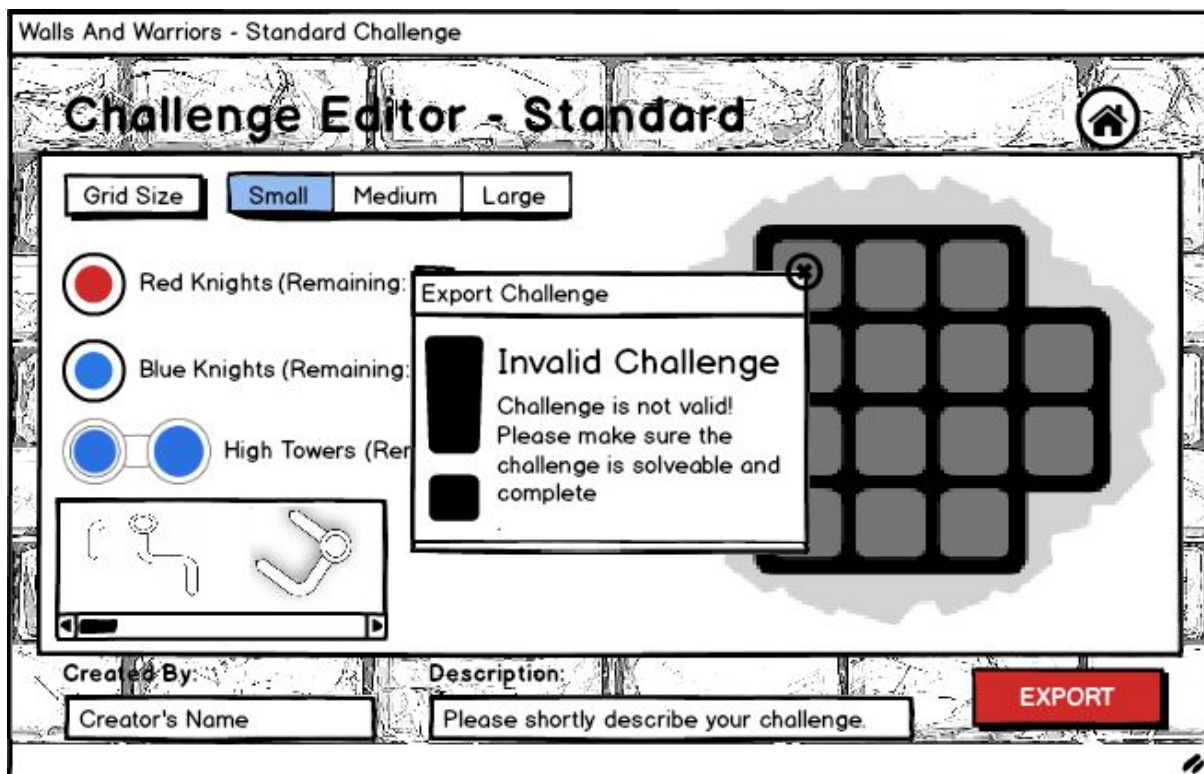 Walls And Warriors - Standard Challenge
Challenge Editor - Standard
Grid Size Small Medium Large
Red Knights (Remaining:
Blue Knights (Remaining:
High Towers (Rer
Export Challenge
Invalid Challenge
Challenge is not valid!
Please make sure the
challenge is solveable and
complete
.
Created By: Description:
Creator's Name Please shortly describe your challenge.
EXPORT